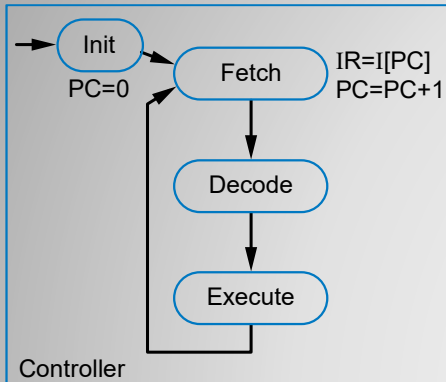 Init
PC=0
Fetch
IR=I[PC]
PC=PC+1
Decode
Execute
Controller